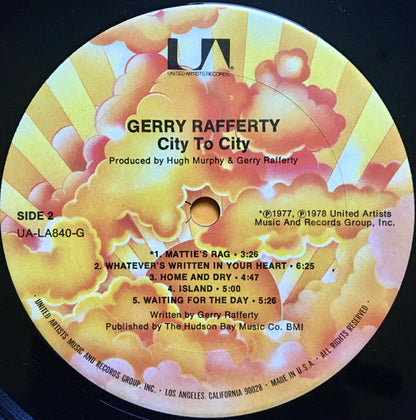 UA
UNITED ARTISTS RECORDS
GERRY RAFFERTY
City To City
Produced by Hugh Murphy & Gerry Rafferty
SIDE 2
UA-LA840-G
*Ⓟ1977, Ⓟ1978 United Artists
Music And Records Group, Inc.
*1. MATTIE'S RAG • 3:26
2. WHATEVER'S WRITTEN IN YOUR HEART • 6:25
3. HOME AND DRY • 4:47
4. ISLAND • 5:00
5. WAITING FOR THE DAY • 5:26
Written by Gerry Rafferty
Published by The Hudson Bay Music Co. BMI
• UNITED ARTISTS MUSIC AND RECORDS GROUP INC. • LOS ANGELES, CALIFORNIA 90028 • MADE IN U.S.A. • ALL RIGHTS RESERVED •